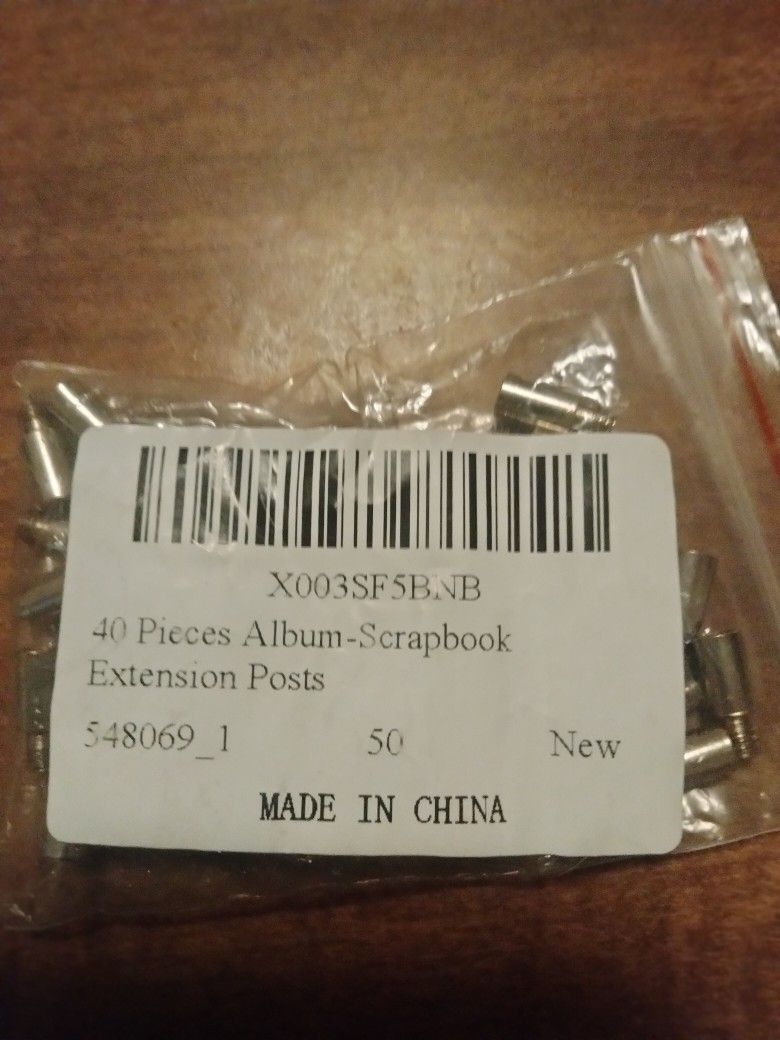 X003SF5BNB
40 Pieces Album-Scrapbook
Extension Posts
548069_1 50 New
MADE IN CHINA